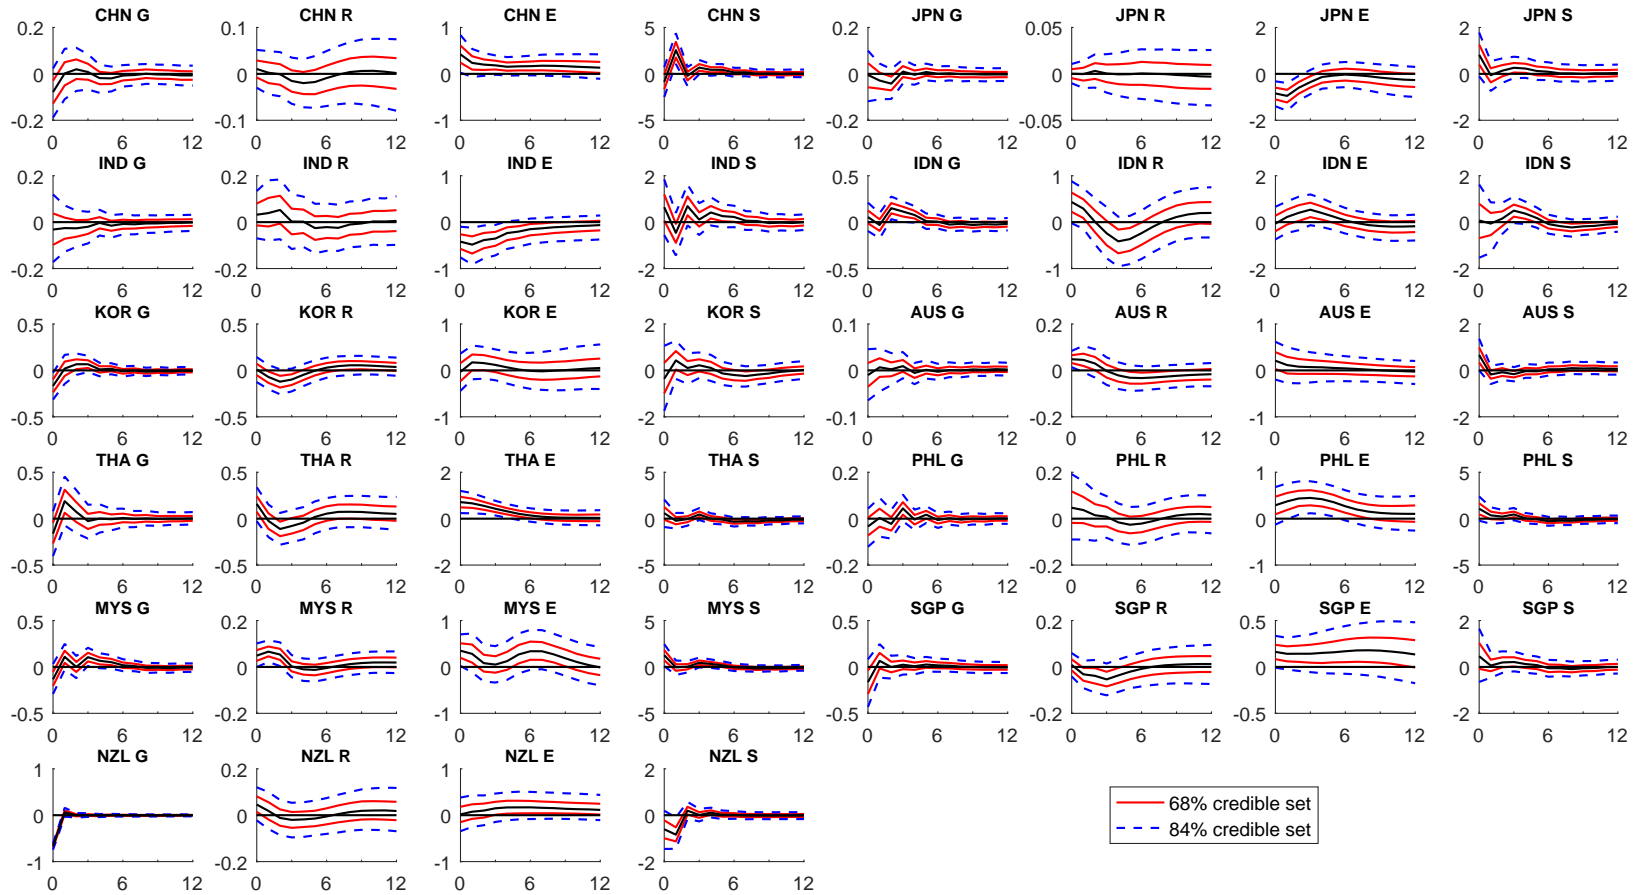 CHN G CHN R CHN E CHN S JPN G JPN R JPN E JPN S
0.2 0.1 1 5 0.2 0.05 2 2
0 0 0 0 0 0 0 0
-0.2 -0.1 -1 -5 -0.2 -0.05 -2 -2
0 6 12 0 6 12 0 6 12 0 6 12 0 6 12 0 6 12 0 6 12 0 6 12
IND G IND R IND E IND S IDN G IDN R IDN E IDN S
0.2 0.2 1 2 0.5 1 2 2
0 0 0 0 0 0 0 0
-0.2 -0.2 -1 -2 -0.5 -1 -2 -2
0 6 12 0 6 12 0 6 12 0 6 12 0 6 12 0 6 12 0 6 12 0 6 12
KOR G KOR R KOR E KOR S AUS G AUS R AUS E AUS S
0.5 0.5 1 2 0.1 0.2 1 2
0 0 0 0 0 0 0 0
-0.5 -0.5 -1 -2 -0.1 -0.2 -1 -2
0 6 12 0 6 12 0 6 12 0 6 12 0 6 12 0 6 12 0 6 12 0 6 12
THA G THA R THA E THA S PHL G PHL R PHL E PHL S
0.5 0.5 2 5 0.2 0.2 1 5
0 0 0 0 0 0 0 0
-0.5 -0.5 -2 -5 -0.2 -0.2 -1 -5
0 6 12 0 6 12 0 6 12 0 6 12 0 6 12 0 6 12 0 6 12 0 6 12
MYS G MYS R MYS E MYS S SGP G SGP R SGP E SGP S
0.5 0.2 1 5 0.5 0.2 0.5 2
0 0 0 0 0 0 0 0
-0.5 -0.2 -1 -5 -0.5 -0.2 -0.5 -2
0 6 12 0 6 12 0 6 12 0 6 12 0 6 12 0 6 12 0 6 12 0 6 12
NZL G NZL R NZL E NZL S
1 0.2 1 2
0 0 0 0
-1 -0.2 -1 -2
0 6 12 0 6 12 0 6 12 0 6 12
68% credible set
84% credible set